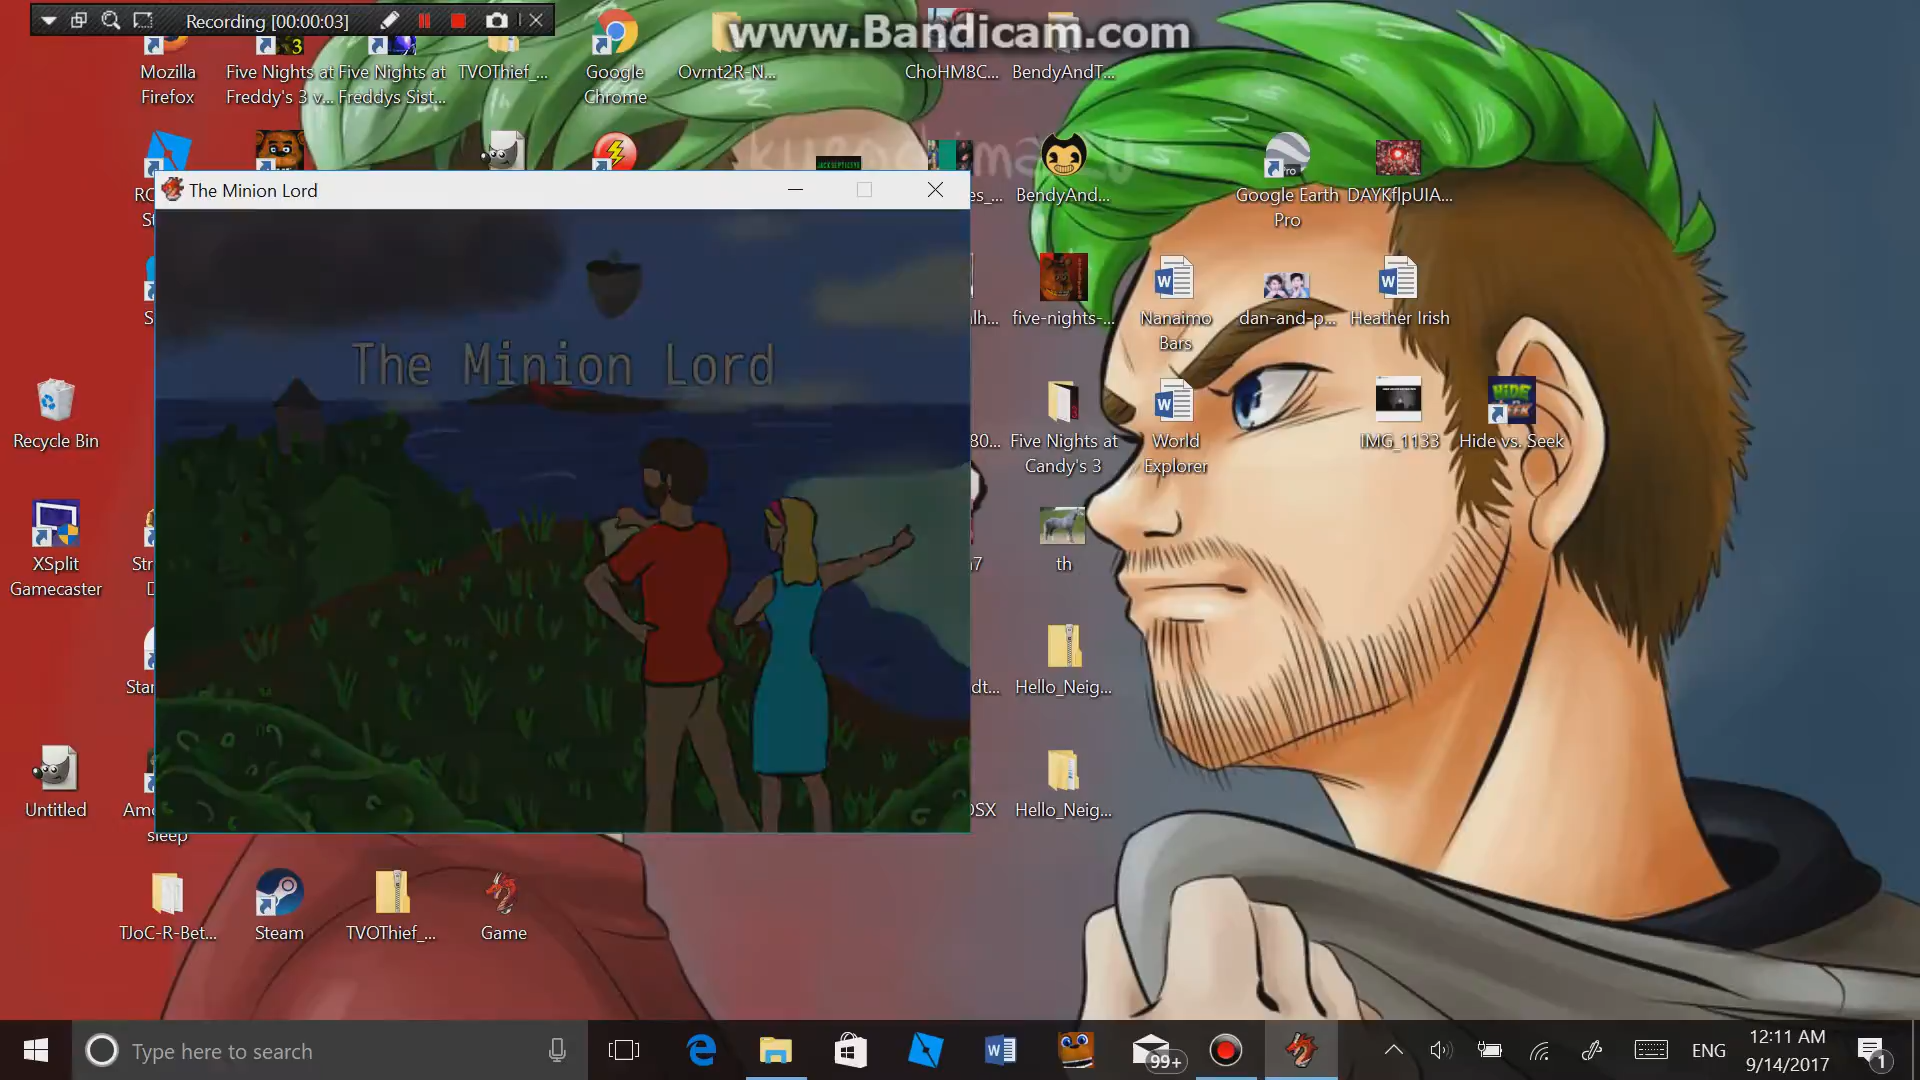 Recording [00:00:03]
www.Bandicam.com
Mozilla
Firefox
Five Nights at
Freddy's 3 v...
Five Nights at
Freddys Sist...
TVOThief_...
Google
Chrome
Ovrnt2R-N...
ChoHM8C...
BendyAndT...
The Minion Lord
es_...
BendyAnd...
Google Earth
Pro
DAYKflpUIA...
The Minion Lord
five-nights-...
Nanaimo
Bars
dan-and-p...
Heather Irish
Recycle Bin
80...
Five Nights at
Candy's 3
World
Explorer
IMG_1133
Hide vs. Seek
XSplit
Gamecaster
th
Hello_Neig...
Untitled
sleep
Hello_Neig...
TJoC-R-Bet...
Steam
TVOThief_...
Game
Type here to search
99+
ENG
12:11 AM
9/14/2017
1